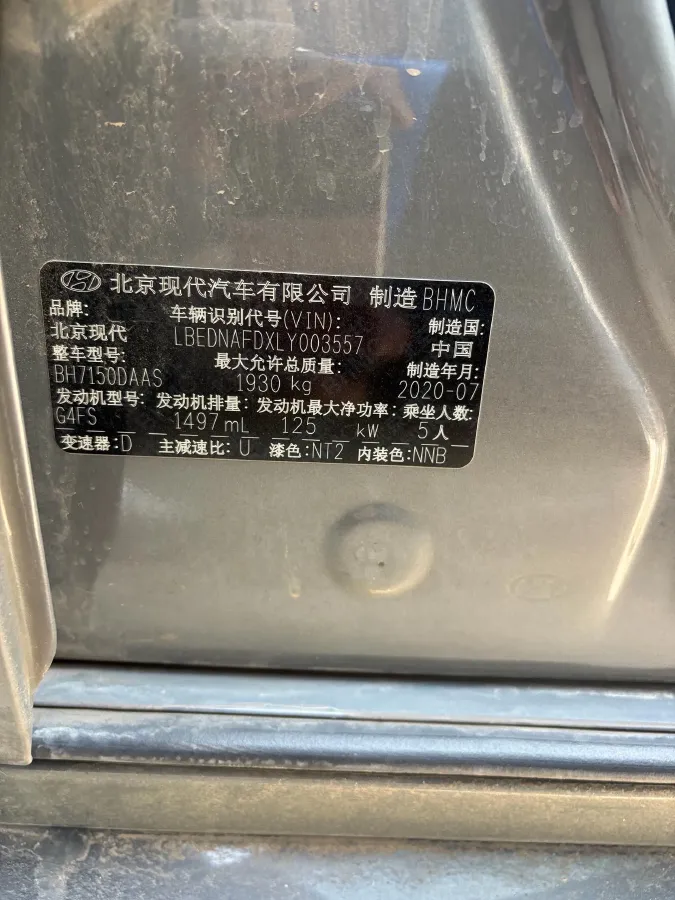 北京现代汽车有限公司 制造 BHMC
品牌: 车辆识别代号(VIN): 制造国:
北京现代 LBEDNAFDXLY003557 中国
整车型号: 最大允许总质量: 制造年月:
BH7150DAAS 1930 kg 2020-07
发动机型号: 发动机排量: 发动机最大净功率: 乘坐人数:
G4FS 1497 mL 125 kW 5人
变速器:D 主减速比: U 漆色:NT2 内装色:NNB